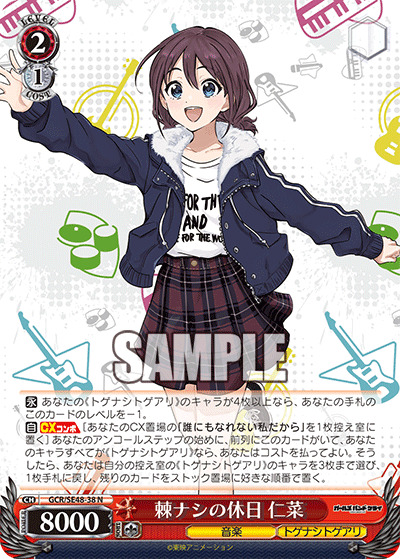 LEVEL
2
1
COST
FOR TH
AND
FOR THE WO
SAMPLE
永 あなたの《トゲナシトゲアリ》のキャラが4枚以上なら、あなたの手札の
このカードのレベルを－1。
自 CXコンボ ［あなたのCX置場の「誰にもなれない私だから」を1枚控え室
に置く］ あなたのアンコールステップの始めに、前列にこのカードがいて、あなた
のキャラすべてが《トゲナシトゲアリ》なら、あなたはコストを払ってよい。そう
したら、あなたは自分の控え室の《トゲナシトゲアリ》のキャラを3枚まで選び、
1枚手札に戻し、残りのカードをストック置場に好きな順番で置く。
CH GCR/SE48-38 N
棘ナシの休日 仁菜
ガールズバンドクライ
8000
音楽
トゲナシトゲアリ
©東映アニメーション